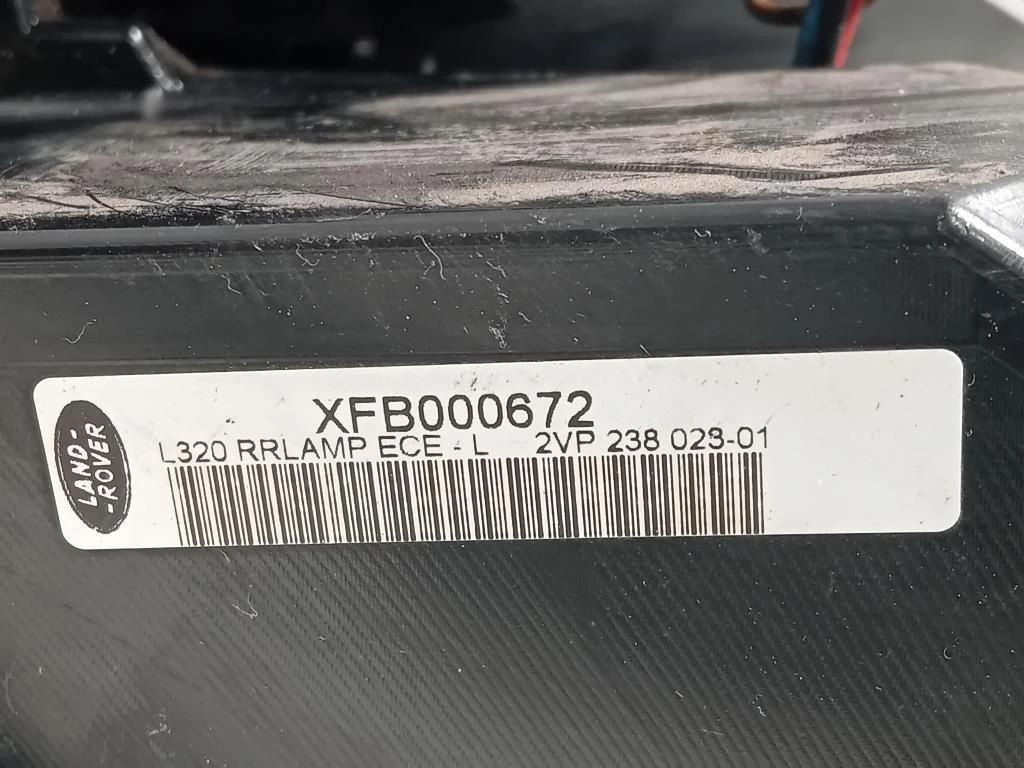 LAND-
ROVER
XFB000672
L320 RRLAMP ECE - L 2VP 238 023-01